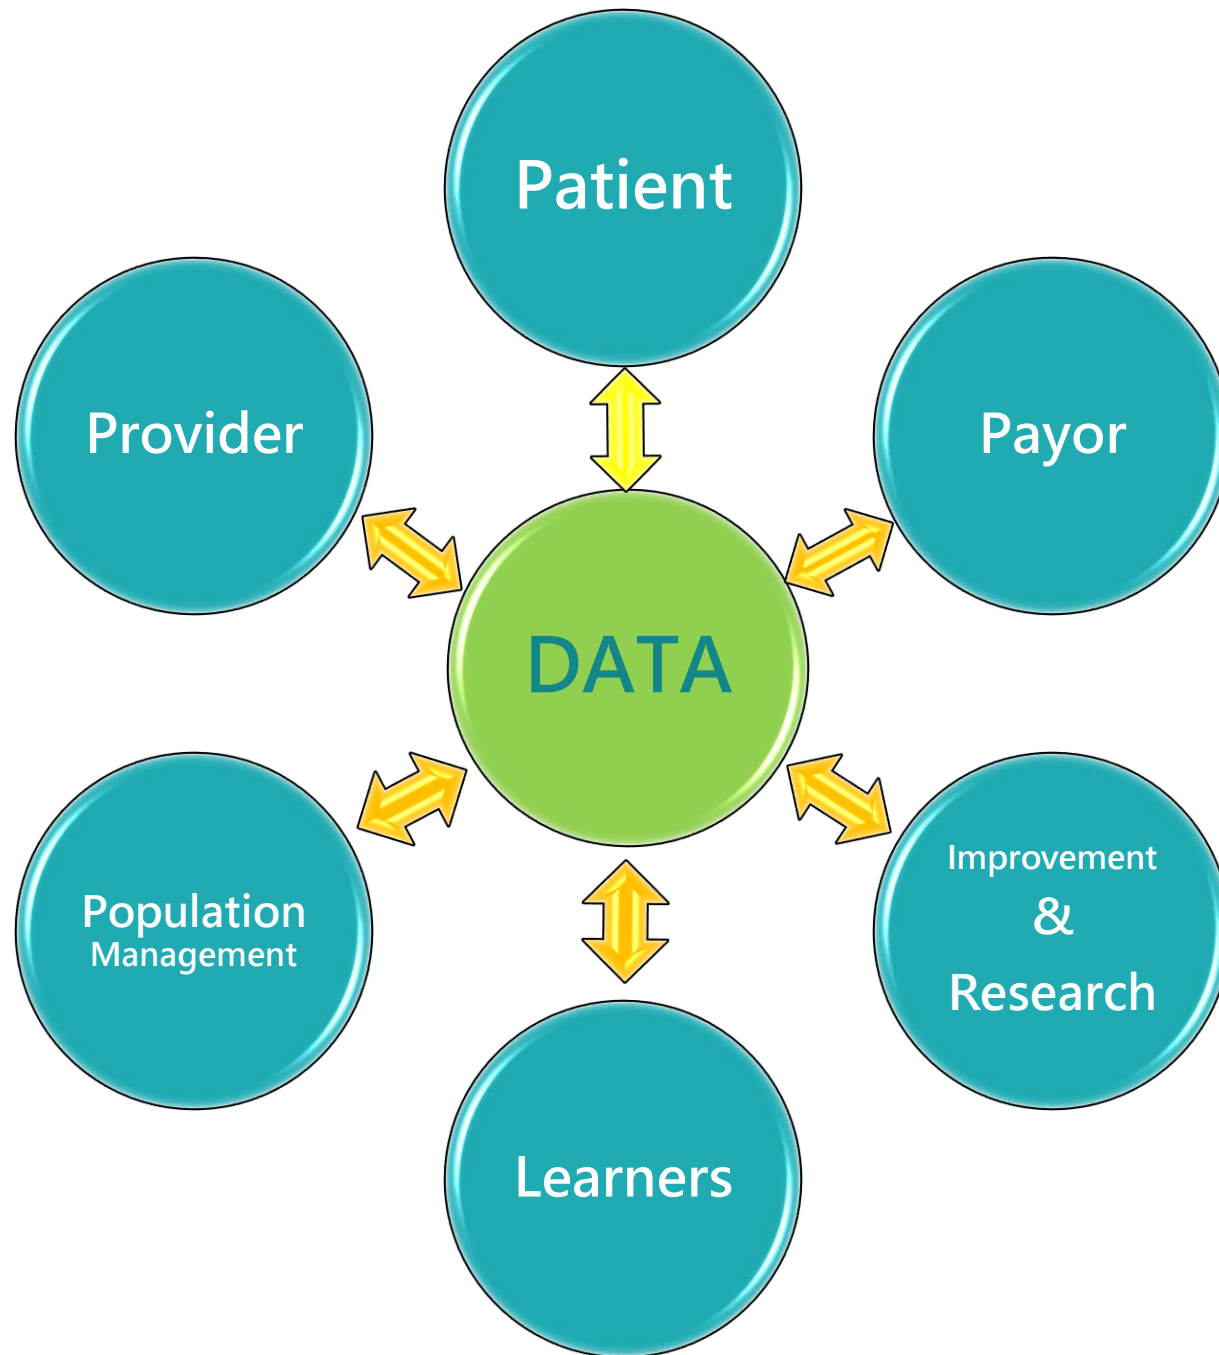 Patient
Provider
Payor
DATA
Population
Management
Improvement
&
Research
Learners